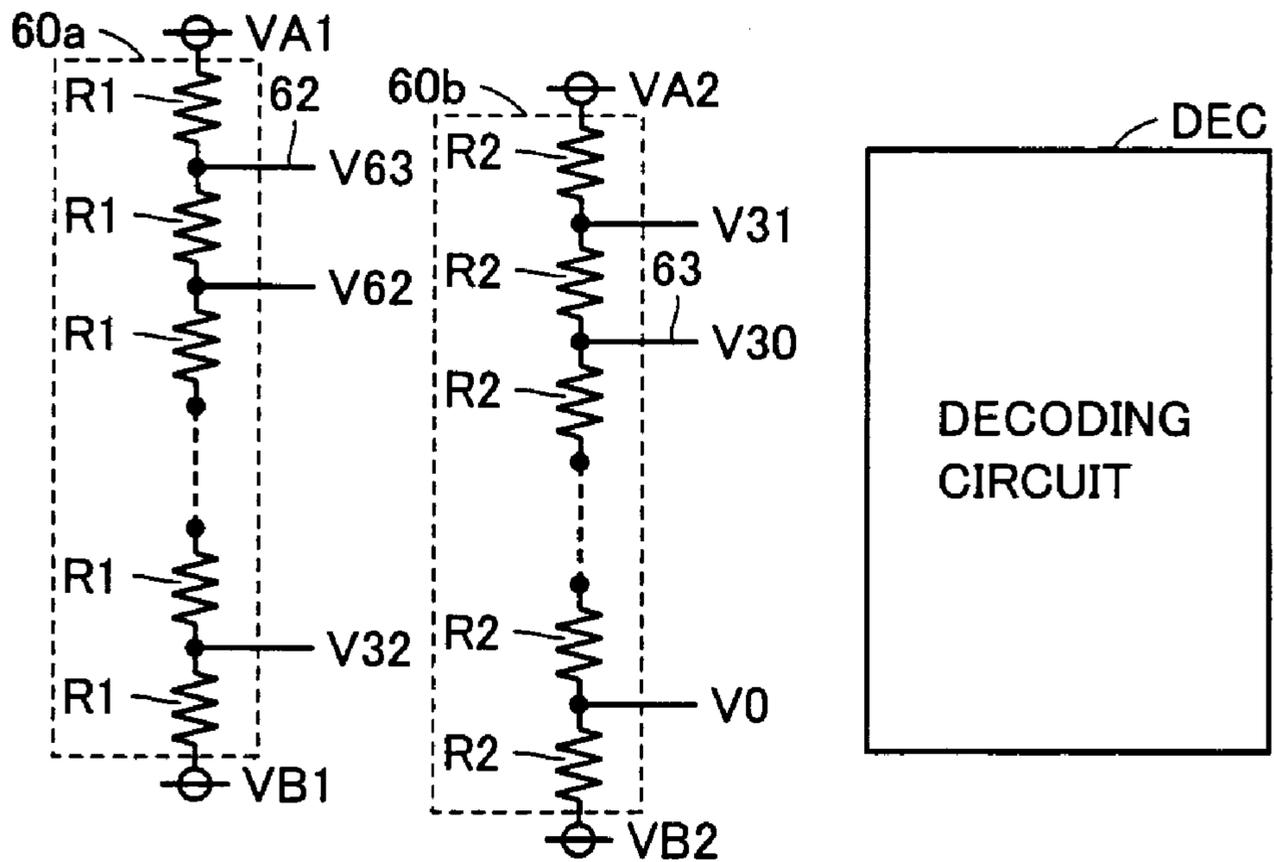 60a
VA1
R1
62
V63
R1
V62
R1
R1
V32
R1
VB1
60b
VA2
R2
V31
R2
63
V30
R2
R2
V0
R2
VB2
DEC
DECODING
CIRCUIT